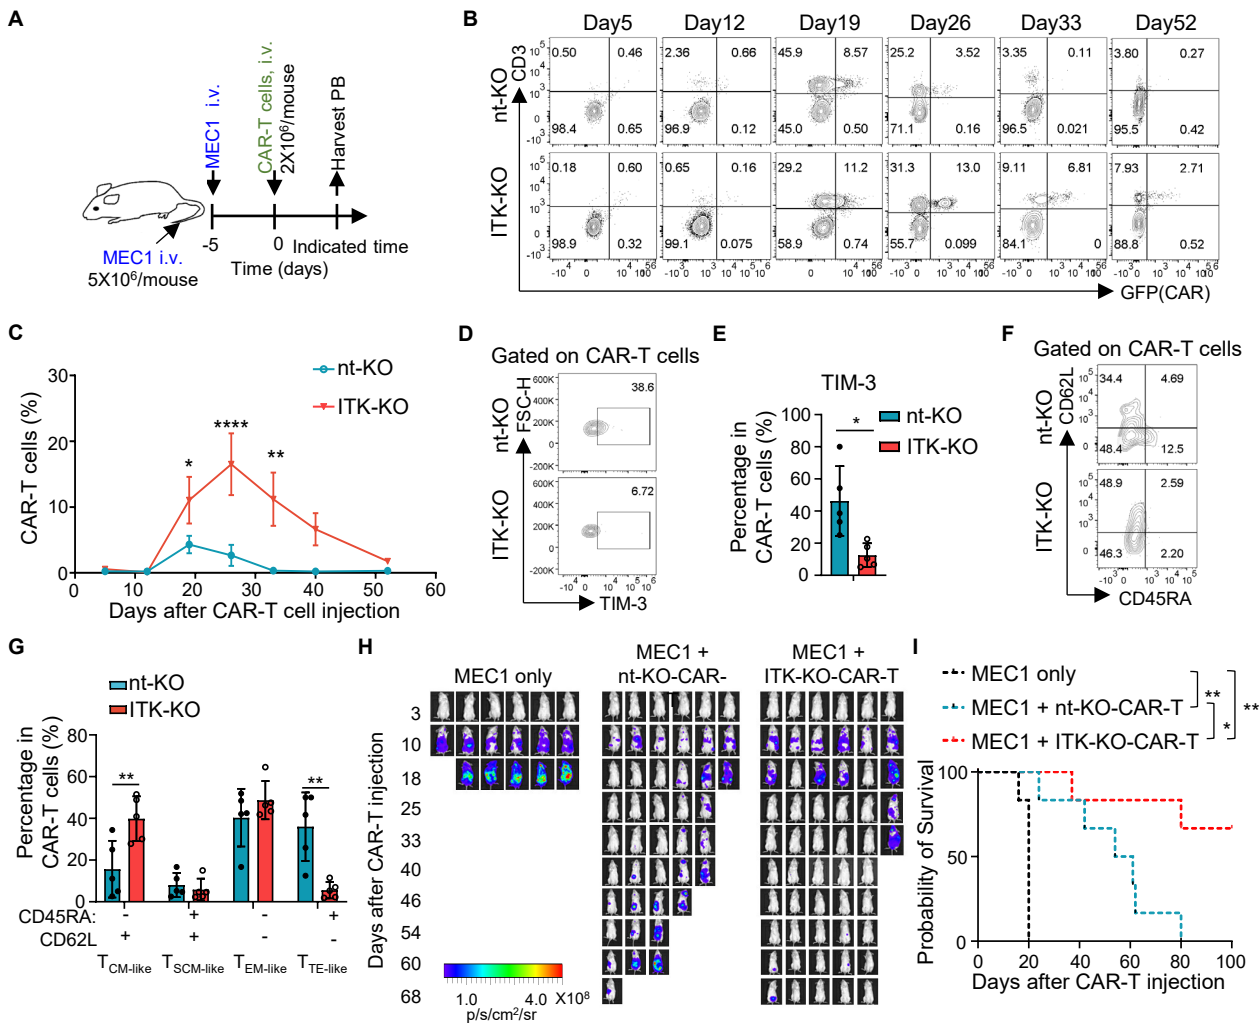 A
MEC1 i.v.
CAR-T cells, i.v.
2X10⁶/mouse
Harvest PB
-5
0
Indicated time
Time (days)
MEC1 i.v.
5X10⁶/mouse
B
Day5 Day12 Day19 Day26 Day33 Day52
nt-KO
CD3
0.50 0.46 2.36 0.66 45.9 8.57 25.2 3.52 3.35 0.11 3.80 0.27
98.4 0.65 96.9 0.12 45.0 0.50 71.1 0.16 96.5 0.021 95.5 0.42
ITK-KO
0.18 0.60 0.65 0.16 29.2 11.2 31.3 13.0 9.11 6.81 7.93 2.71
98.9 0.32 99.1 0.075 58.9 0.74 55.7 0.099 84.1 0 88.8 0.52
GFP(CAR)
C
nt-KO
ITK-KO
CAR-T cells (%)
30
20
10
0
* **** **
0 10 20 30 40 50 60
Days after CAR-T cell injection
D
Gated on CAR-T cells
nt-KO
FSC-H
600K
400K
200K
0
-200K
38.6
ITK-KO
600K
400K
200K
0
-200K
6.72
-10⁴ 0 10⁴ 10⁶
TIM-3
E
TIM-3
nt-KO
ITK-KO
Percentage in
CAR-T cells (%)
100
80
60
40
20
0
*
F
Gated on CAR-T cells
nt-KO
CD62L
34.4 4.69
48.4 12.5
ITK-KO
48.9 2.59
46.3 2.20
CD45RA
G
nt-KO
ITK-KO
Percentage in
CAR-T cells (%)
80
60
40
20
0
** **
CD45RA: - + - +
CD62L + + - -
TCM-like TSCM-like TEM-like TTE-like
H
MEC1 only
MEC1 +
nt-KO-CAR-
MEC1 +
ITK-KO-CAR-T
Days after CAR-T injection
3
10
18
25
33
40
46
54
60
68
1.0 4.0 X10⁸
p/s/cm²/sr
I
MEC1 only
MEC1 + nt-KO-CAR-T
MEC1 + ITK-KO-CAR-T
**
*
**
Probability of Survival
100
50
0
0 20 40 60 80 100
Days after CAR-T injection